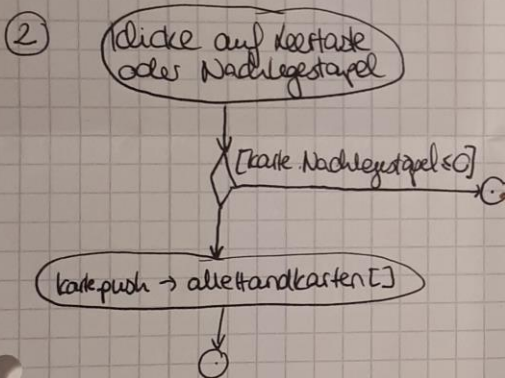 2
klicke auf Leertaste
oder Nachlegestapel
[karte.Nachlegestapel ≤ 0]
karte.push → alleHandkarten[]